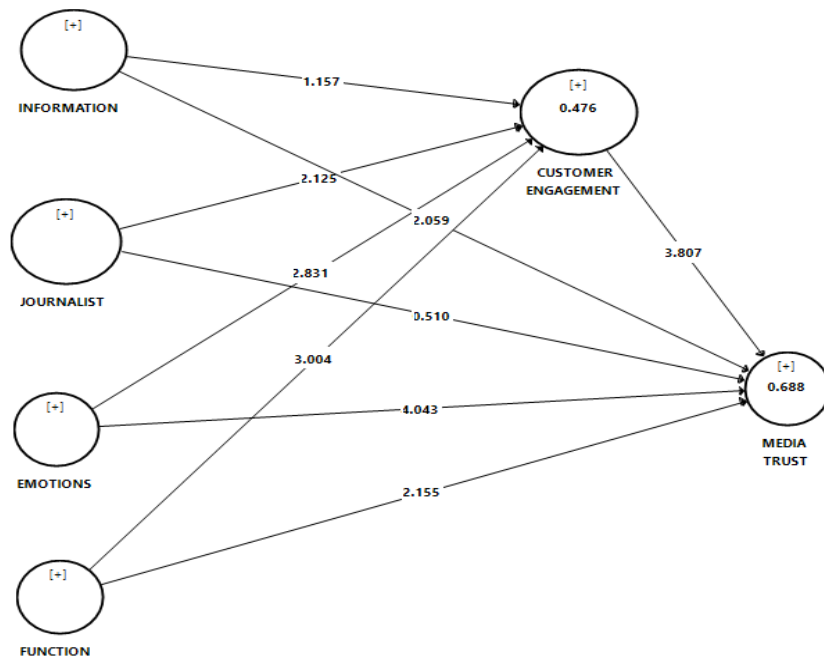 [+]
INFORMATION
1.157
[+]
0.476
CUSTOMER
ENGAGEMENT
[+]
JOURNALIST
2.125
2.059
3.807
2.831
0.510
3.004
[+]
0.688
MEDIA
TRUST
[+]
EMOTIONS
4.043
2.155
[+]
FUNCTION